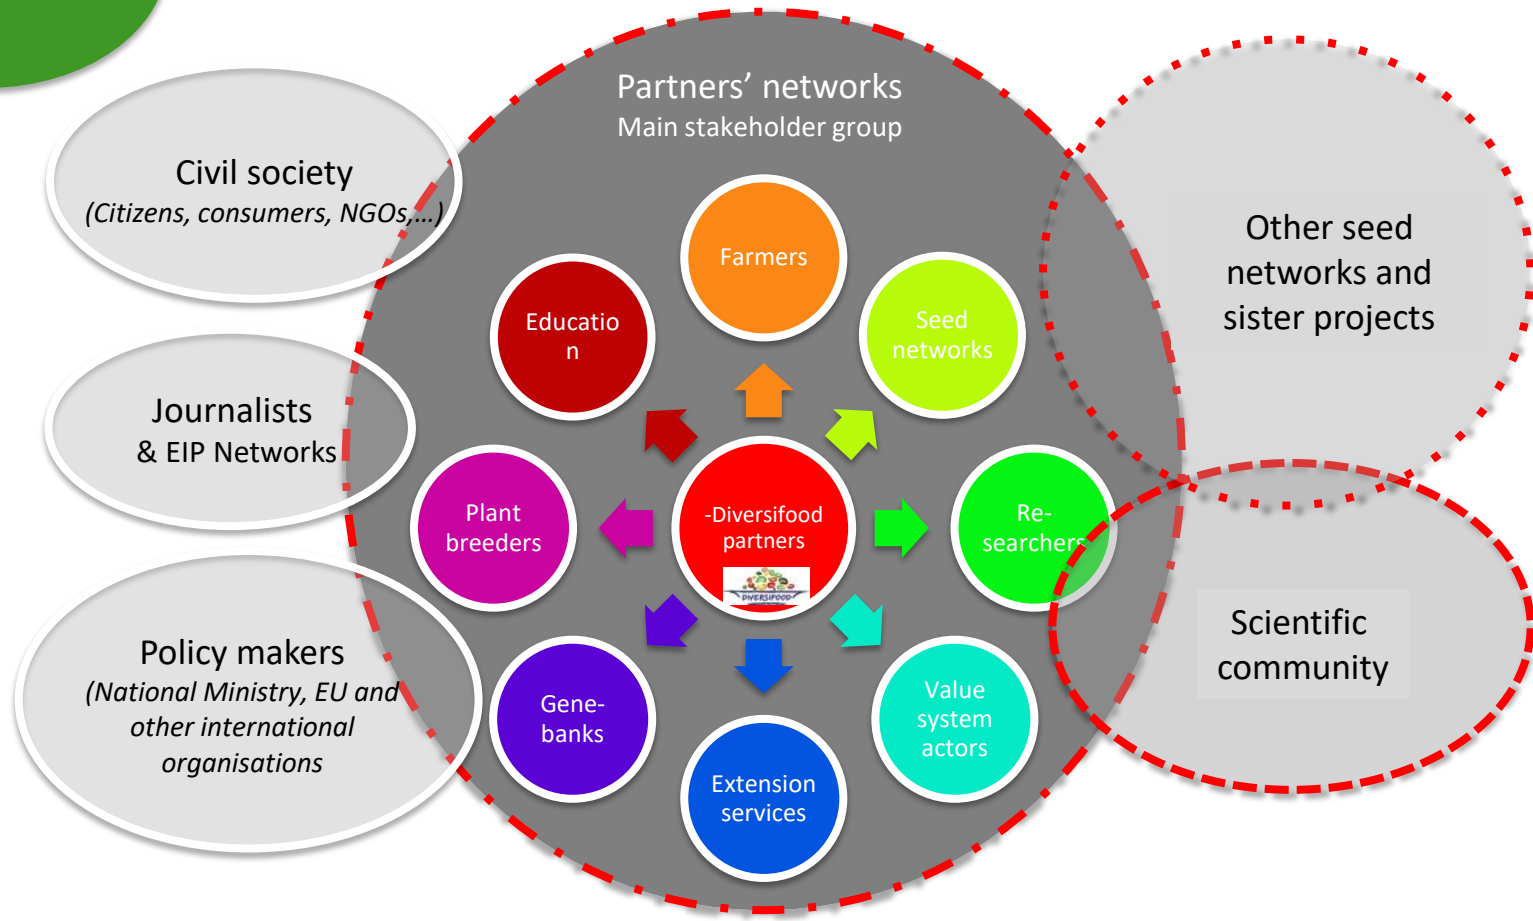 Partners’ networks
Main stakeholder group
Civil society
(Citizens, consumers, NGOs,...)
Journalists
& EIP Networks
Policy makers
(National Ministry, EU and
other international
organisations
Farmers
Seed
networks
Re-
searchers
Value
system
actors
Extension
services
Gene-
banks
Plant
breeders
Educatio
n
-Diversifood
partners
DIVERSIFOOD
Other seed
networks and
sister projects
Scientific
community